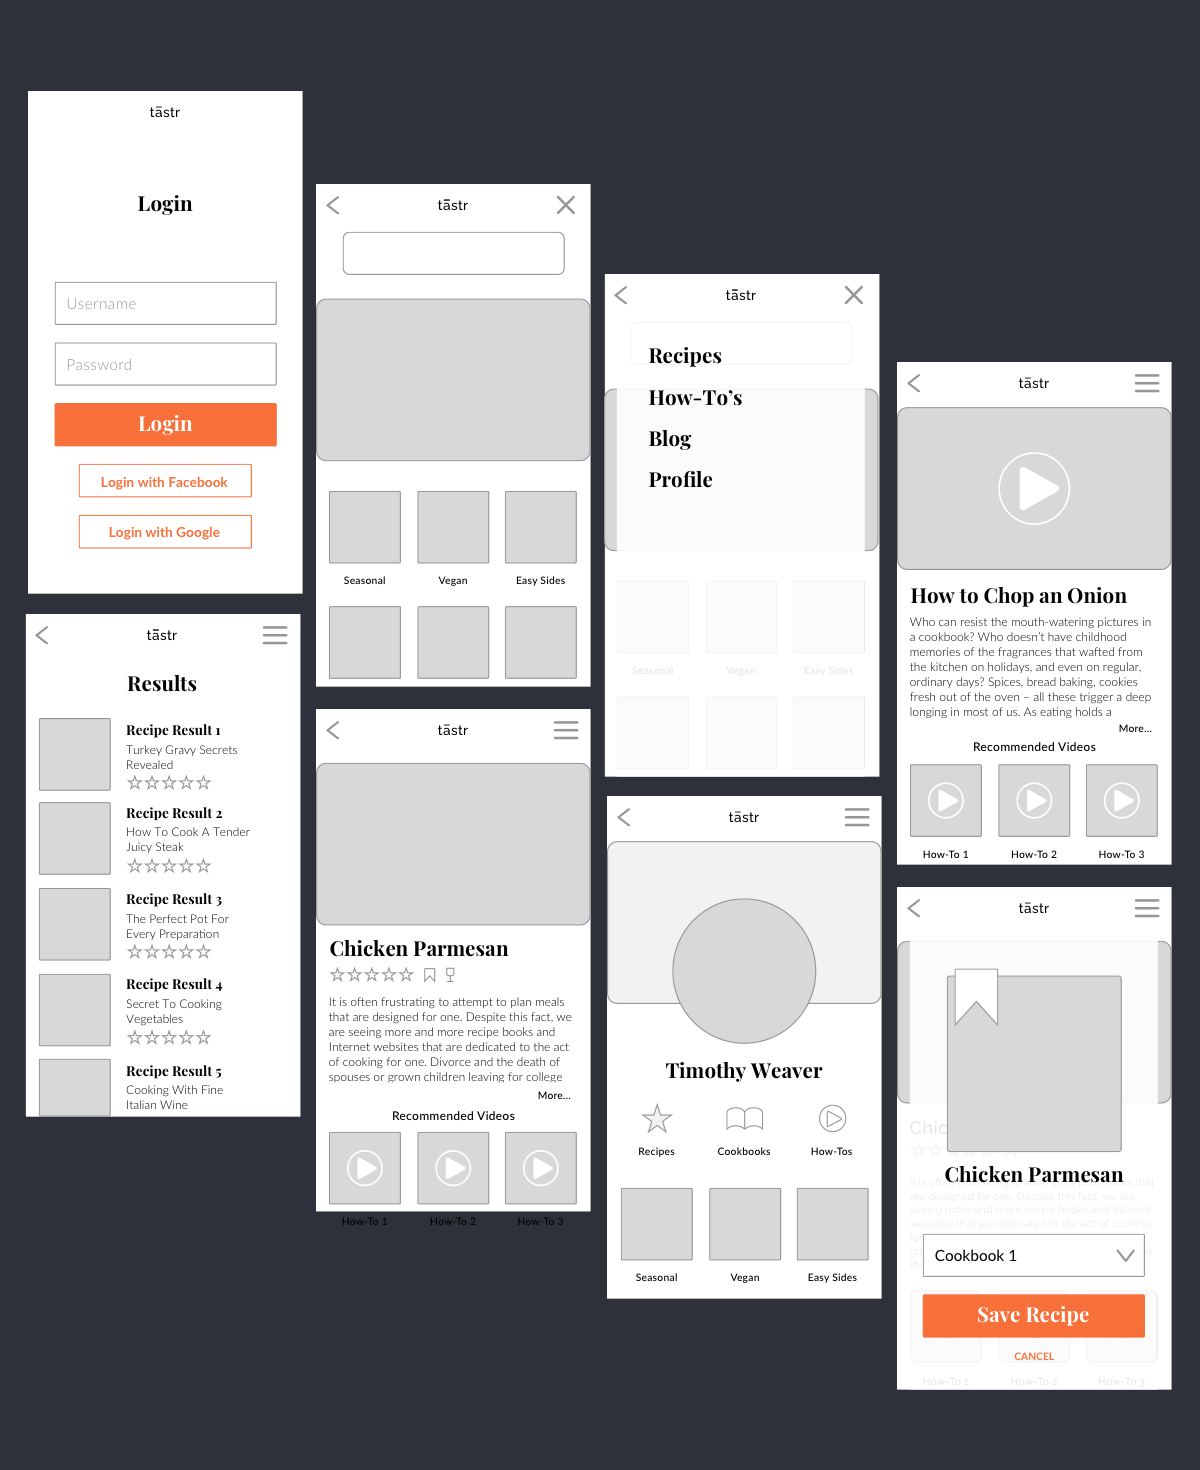 tāstr
Login
Username
Password
Login
Login with Facebook
Login with Google
tāstr
Results
Recipe Result 1
Turkey Gravy Secrets
Revealed
Recipe Result 2
How To Cook A Tender
Juicy Steak
Recipe Result 3
The Perfect Pot For
Every Preparation
Recipe Result 4
Secret To Cooking
Vegetables
Recipe Result 5
Cooking With Fine
Italian Wine
tāstr
Seasonal
Vegan
Easy Sides
tāstr
Chicken Parmesan
It is often frustrating to attempt to plan meals
that are designed for one. Despite this fact, we
are seeing more and more recipe books and
Internet websites that are dedicated to the act
of cooking for one. Divorce and the death of
spouses or grown children leaving for college
More...
Recommended Videos
How-To 1
How-To 2
How-To 3
tāstr
Recipes
How-To's
Blog
Profile
Seasonal
Vegan
Easy Sides
tāstr
Timothy Weaver
Recipes
Cookbooks
How-Tos
Seasonal
Vegan
Easy Sides
tāstr
How to Chop an Onion
Who can resist the mouth-watering pictures in
a cookbook? Who doesn't have childhood
memories of the fragrances that wafted from
the kitchen on holidays, and even on regular,
ordinary days? Spices, bread baking, cookies
fresh out of the oven – all these trigger a deep
longing in most of us. As eating holds a
More...
Recommended Videos
How-To 1
How-To 2
How-To 3
tāstr
Chic
Chicken Parmesan
are designed for one. Despite this fact, we are
seeing more and more recipe books and Internet
websites that are dedicated to the act of cooking
Cookbook 1
Save Recipe
CANCEL
How-To 1
How-To 2
How-To 3